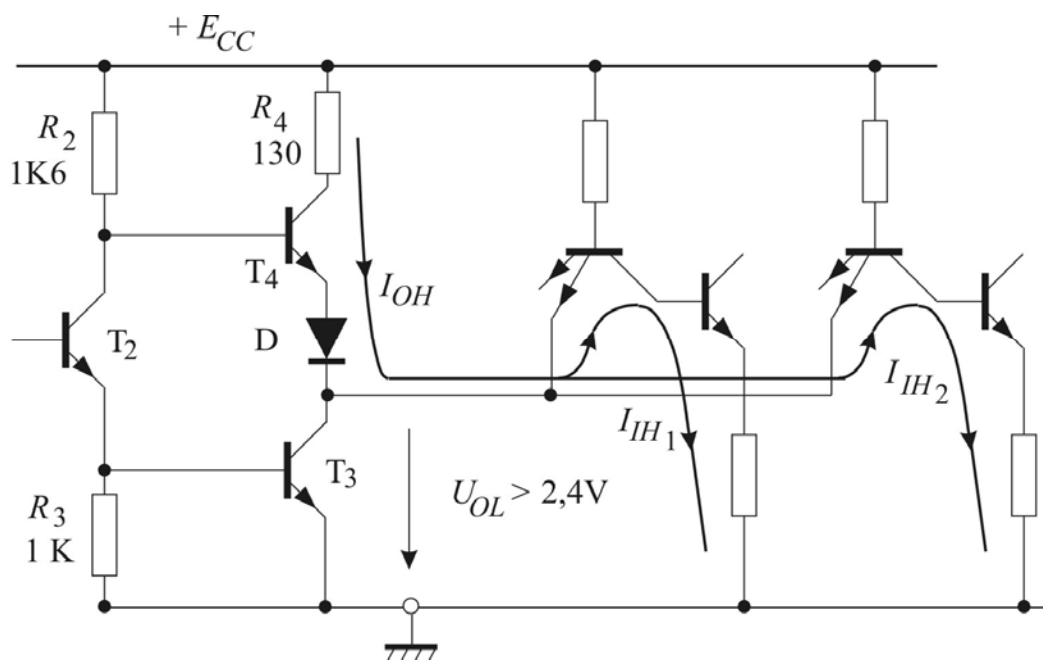 + E_CC
R_2
1K6
R_4
130
T_4
I_OH
T_2
D
I_IH_1
I_IH_2
T_3
U_OL > 2,4V
R_3
1 K